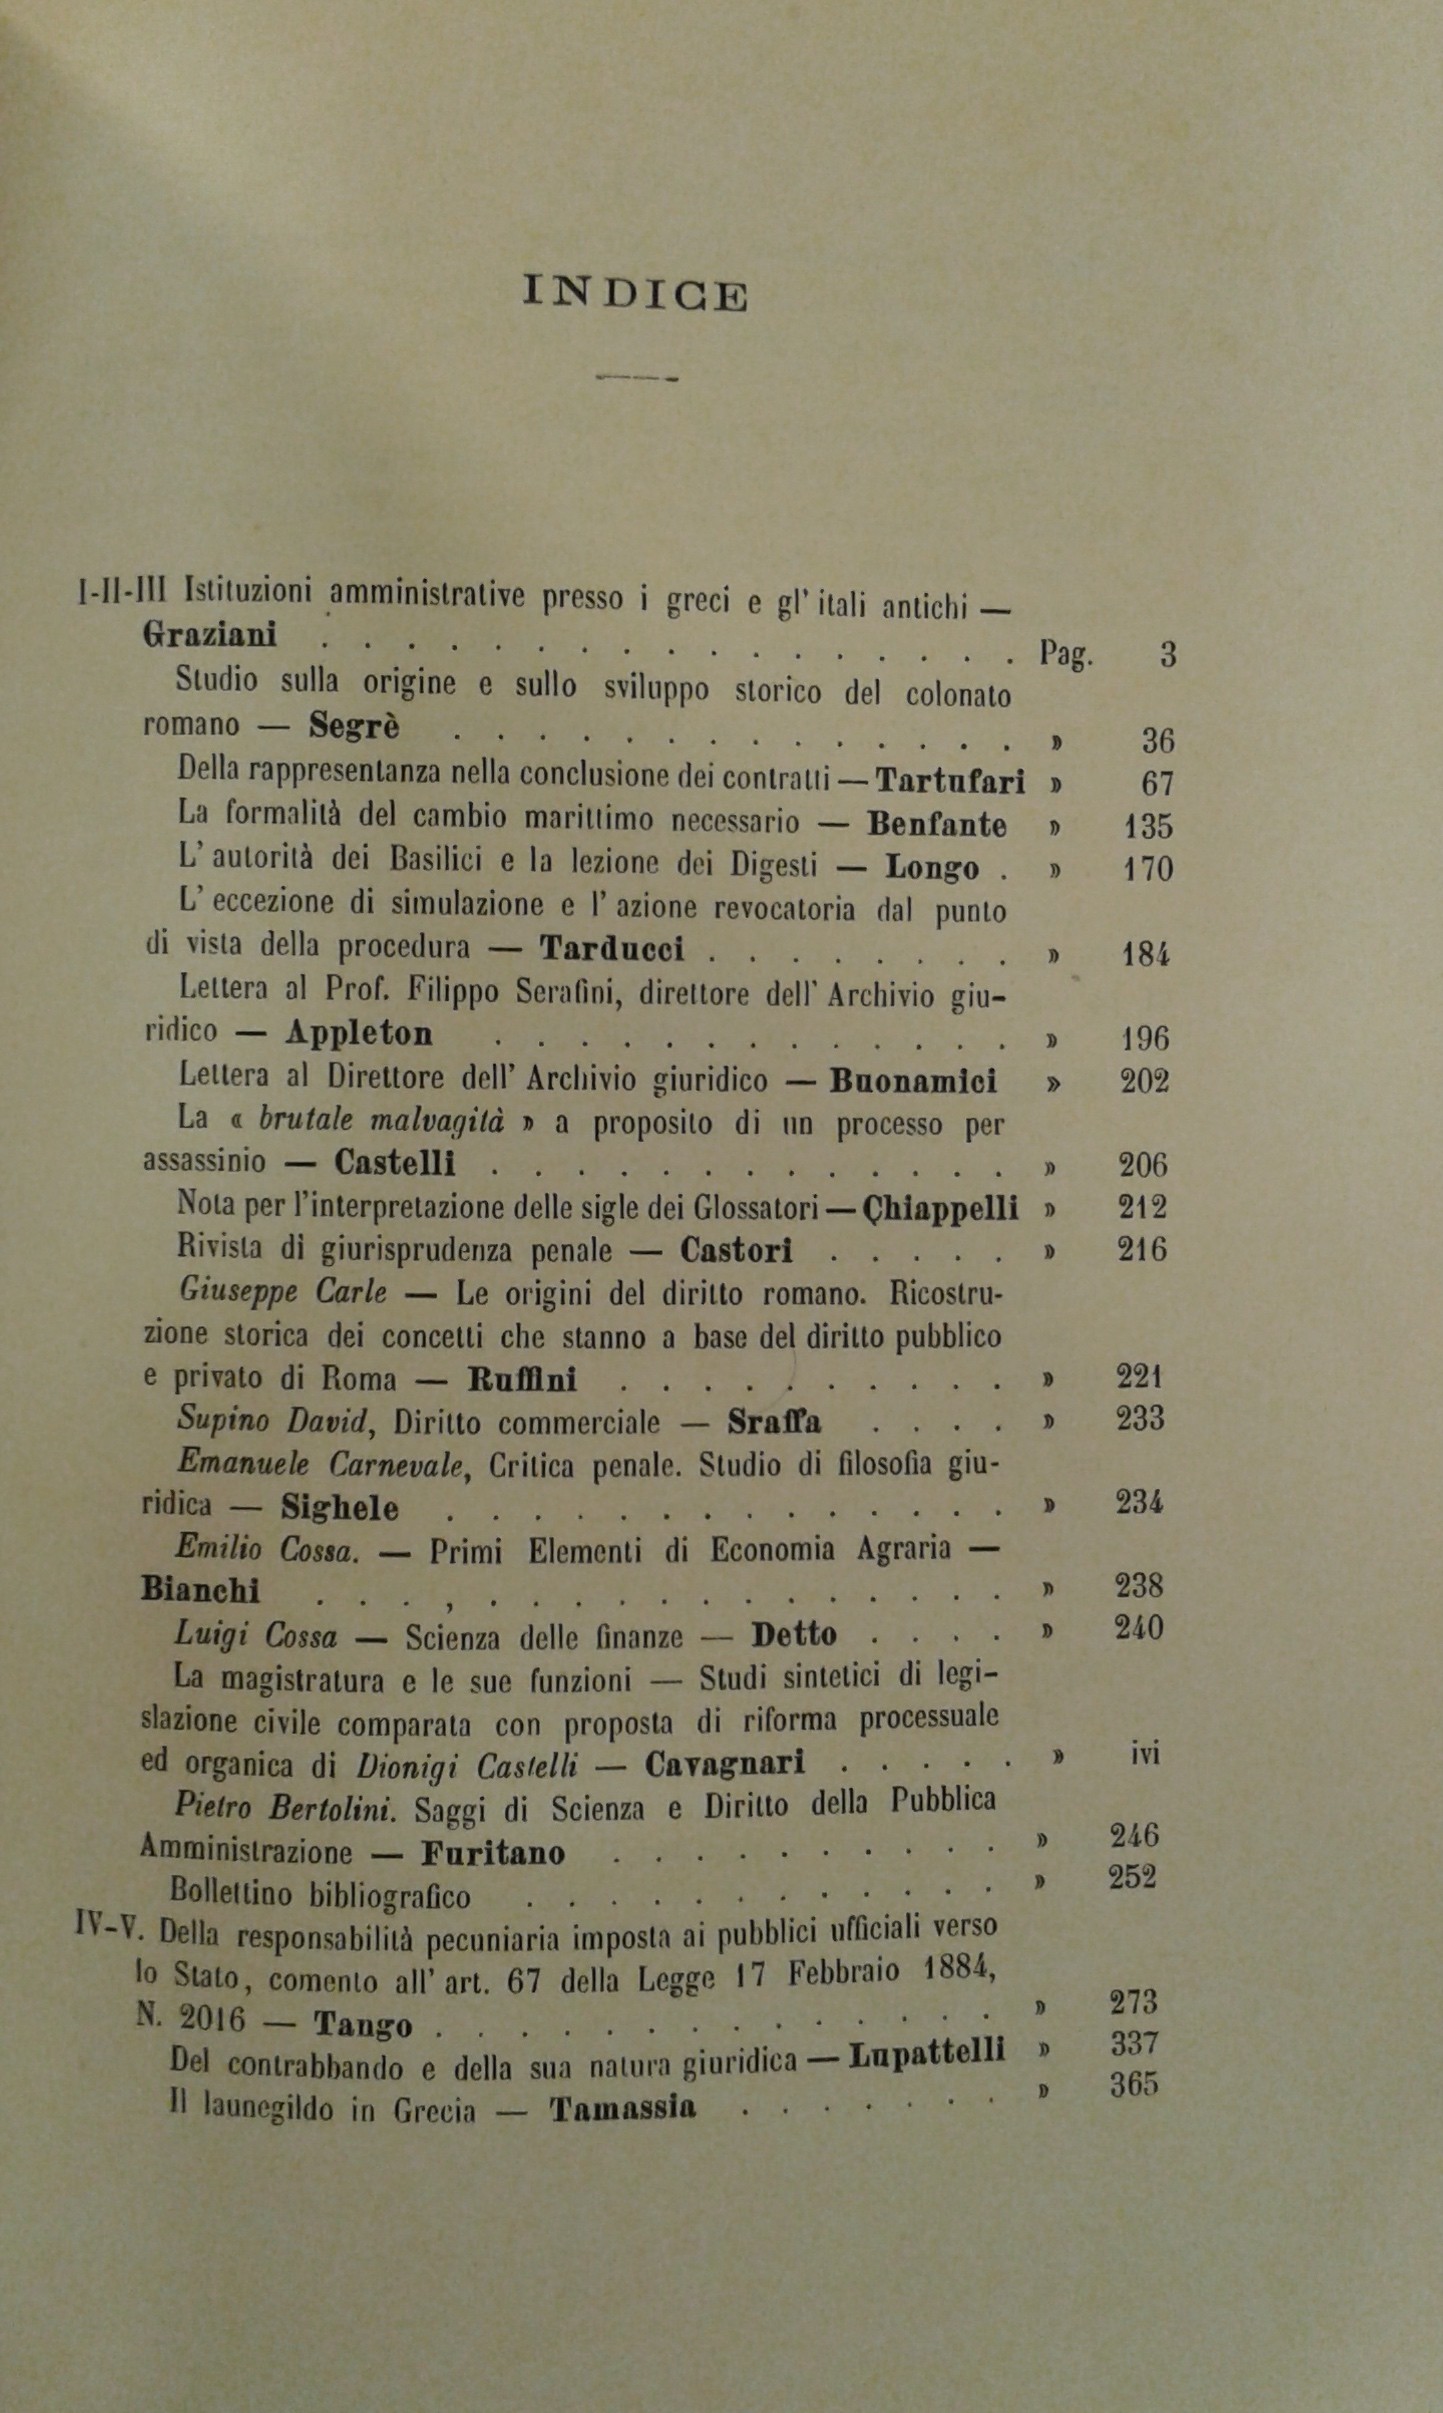 INDICE
I-II-III Istituzioni amministrative presso i greci e gl' itali antichi —
Graziani . . . . . . . . . . . . . . . . . Pag. 3
Studio sulla origine e sullo sviluppo storico del colonato
romano — Segrè . . . . . . . . . . . . . . » 36
Della rappresentanza nella conclusione dei contratti — Tartufari » 67
La formalità del cambio marittimo necessario — Benfante » 135
L' autorità dei Basilici e la lezione dei Digesti — Longo . » 170
L' eccezione di simulazione e l' azione revocatoria dal punto
di vista della procedura — Tarducci . . . . . . . . » 184
Lettera al Prof. Filippo Serafini, direttore dell' Archivio giu-
ridico — Appleton . . . . . . . . . . . . . » 196
Lettera al Direttore dell' Archivio giuridico — Buonamici » 202
La « brutale malvagità » a proposito di un processo per
assassinio — Castelli . . . . . . . . . . . . . » 206
Nota per l'interpretazione delle sigle dei Glossatori — Chiappelli » 212
Rivista di giurisprudenza penale — Castori . . . . . » 216
Giuseppe Carle — Le origini del diritto romano. Ricostru-
zione storica dei concetti che stanno a base del diritto pubblico
e privato di Roma — Ruffini . . . . . . . . . . » 221
Supino David, Diritto commerciale — Sraffa . . . . » 233
Emanuele Carnevale, Critica penale. Studio di filosofia giu-
ridica — Sighele . . . . . . . . . . . . . . » 234
Emilio Cossa. — Primi Elementi di Economia Agraria —
Bianchi . . . , . . . . . . . . . . . . . » 238
Luigi Cossa — Scienza delle finanze — Detto . . . . » 240
La magistratura e le sue funzioni — Studi sintetici di legi-
slazione civile comparata con proposta di riforma processuale
ed organica di Dionigi Castelli — Cavagnari . . . . . » ivi
Pietro Bertolini. Saggi di Scienza e Diritto della Pubblica
Amministrazione — Furitano . . . . . . . . . . » 246
Bollettino bibliografico . . . . . . . . . . . . » 252
IV-V. Della responsabilità pecuniaria imposta ai pubblici ufficiali verso
lo Stato, comento all' art. 67 della Legge 17 Febbraio 1884,
N. 2016 — Tango . . . . . . . . . . . . . . » 273
Del contrabbando e della sua natura giuridica — Lupattelli » 337
Il launegildo in Grecia — Tamassia . . . . . . . » 365